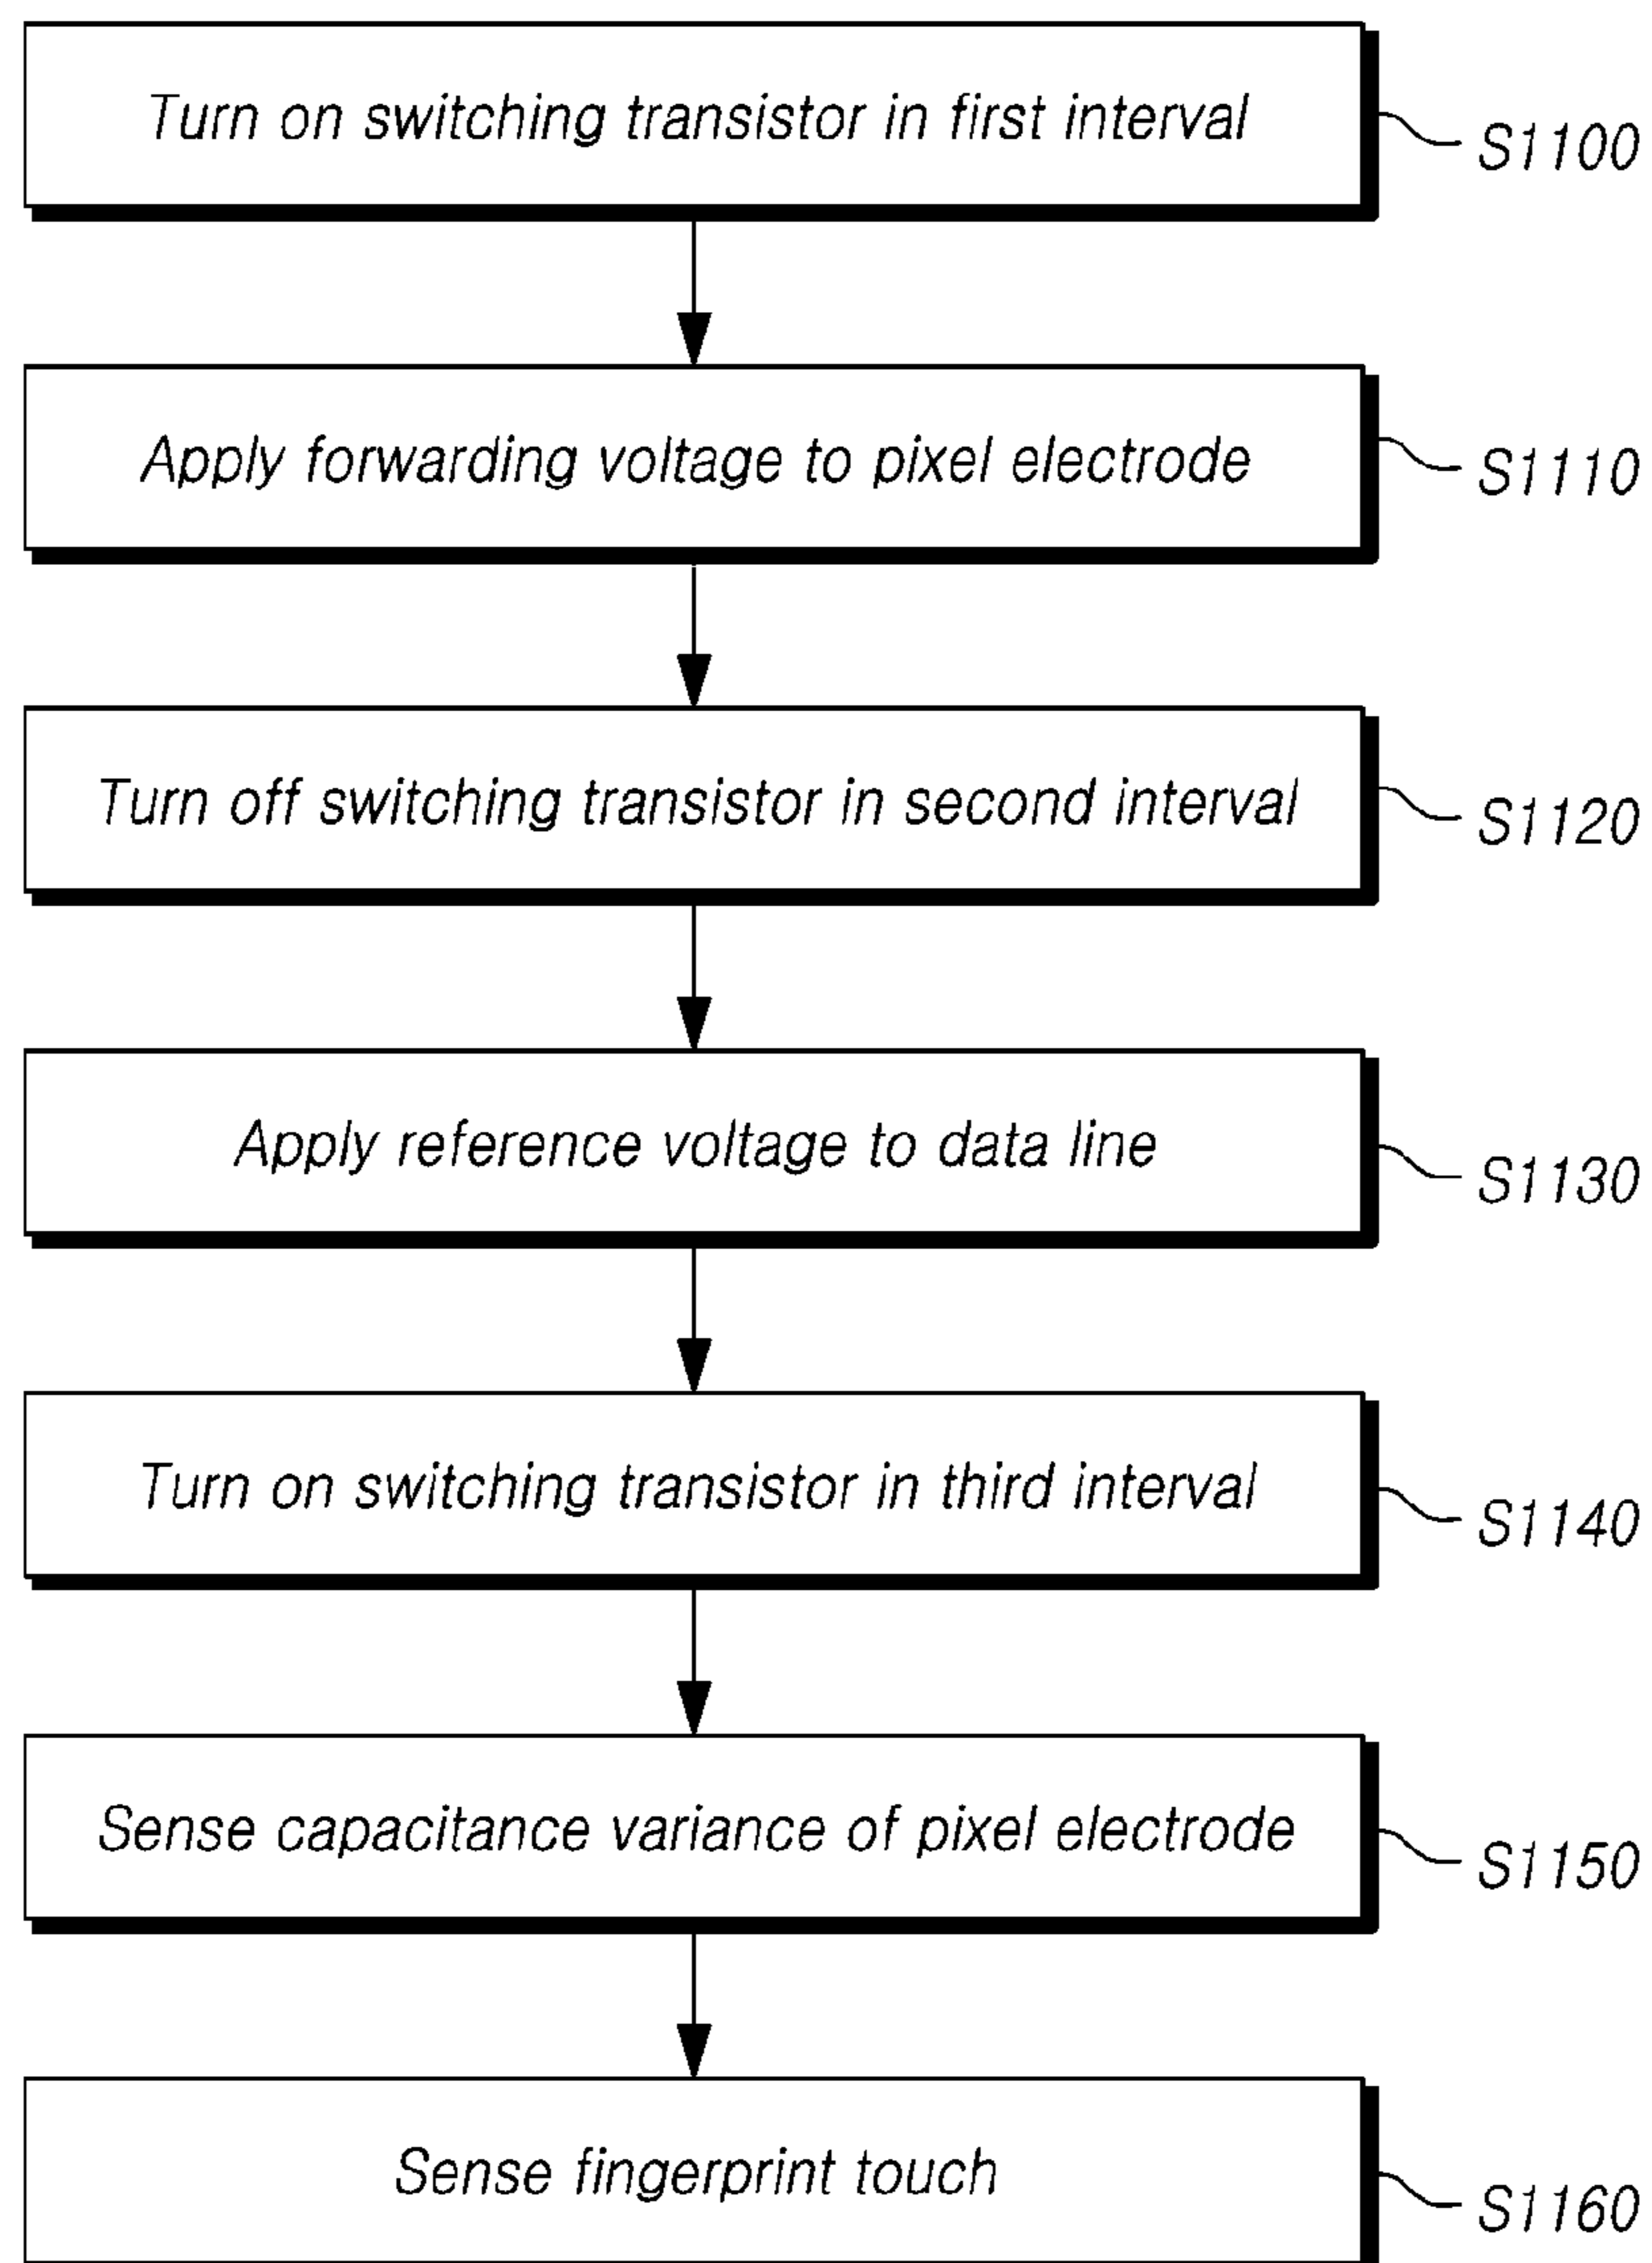 Turn on switching transistor in first interval
S1100
Apply forwarding voltage to pixel electrode
S1110
Turn off switching transistor in second interval
S1120
Apply reference voltage to data line
S1130
Turn on switching transistor in third interval
S1140
Sense capacitance variance of pixel electrode
S1150
Sense fingerprint touch
S1160